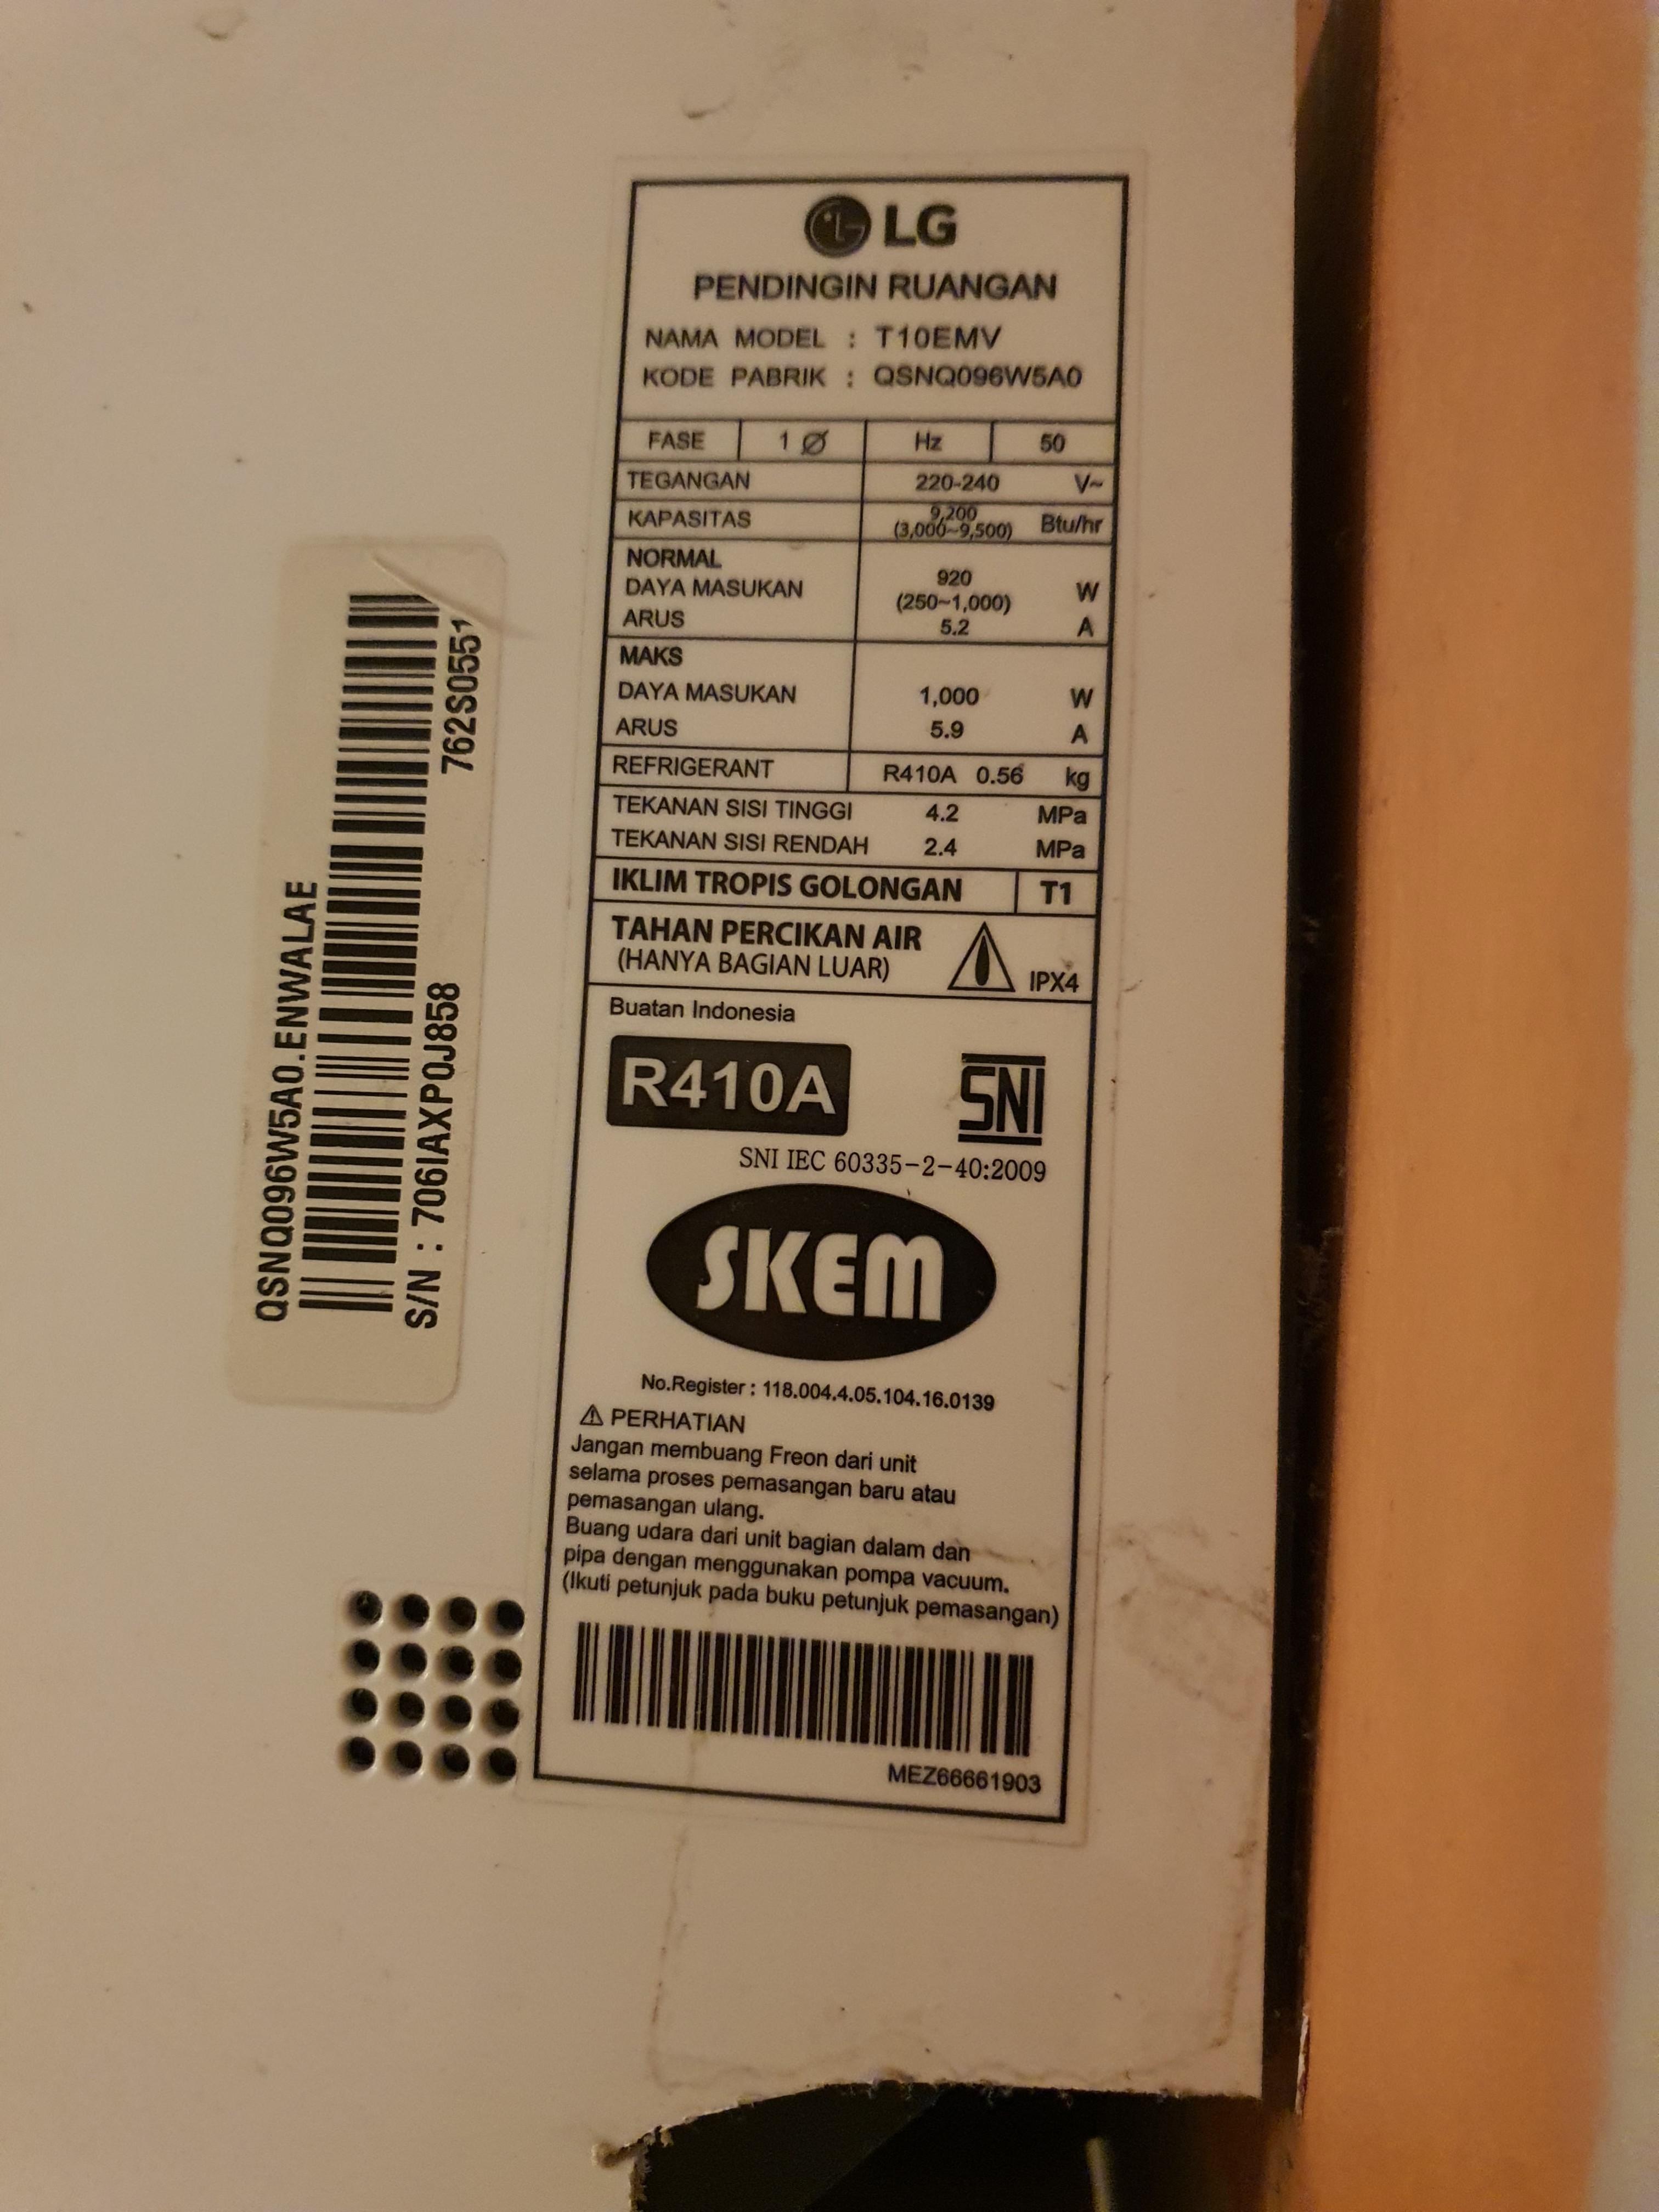 LG
PENDINGIN RUANGAN
NAMA MODEL : T10EMV
KODE PABRIK : QSNQ096W5A0
FASE 1 Ø Hz 50
TEGANGAN 220-240 V~
KAPASITAS 9,200 (3,000~9,500) Btu/hr
NORMAL
DAYA MASUKAN 920 (250~1,000) W
ARUS 5.2 A
MAKS
DAYA MASUKAN 1,000 W
ARUS 5.9 A
REFRIGERANT R410A 0.56 kg
TEKANAN SISI TINGGI 4.2 MPa
TEKANAN SISI RENDAH 2.4 MPa
IKLIM TROPIS GOLONGAN T1
TAHAN PERCIKAN AIR
(HANYA BAGIAN LUAR) IPX4
Buatan Indonesia
R410A SNI
SNI IEC 60335-2-40:2009
SKEM
No.Register : 118.004.4.05.104.16.0139
⚠ PERHATIAN
Jangan membuang Freon dari unit
selama proses pemasangan baru atau
pemasangan ulang.
Buang udara dari unit bagian dalam dan
pipa dengan menggunakan pompa vacuum.
(Ikuti petunjuk pada buku petunjuk pemasangan)
MEZ66661903
QSNQ096W5A0.ENWALAE
S/N : 706IAXP0J858 762S0551